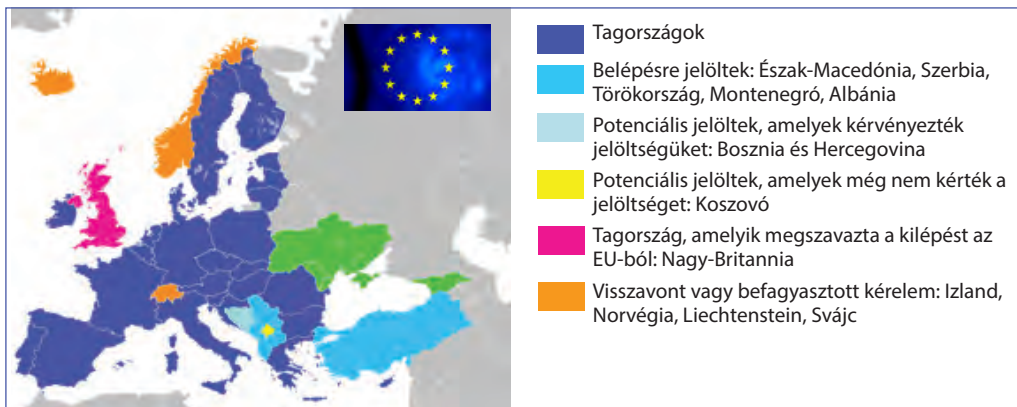 Tagországok
Belépésre jelöltek: Észak-Macedónia, Szerbia,
Törökország, Montenegró, Albánia
Potenciális jelöltek, amelyek kérvényezték
jelöltségüket: Bosznia és Hercegovina
Potenciális jelöltek, amelyek még nem kérték a
jelöltséget: Koszovó
Tagország, amelyik megszavazta a kilépést az
EU-ból: Nagy-Britannia
Visszavont vagy befagyasztott kérelem: Izland,
Norvégia, Liechtenstein, Svájc